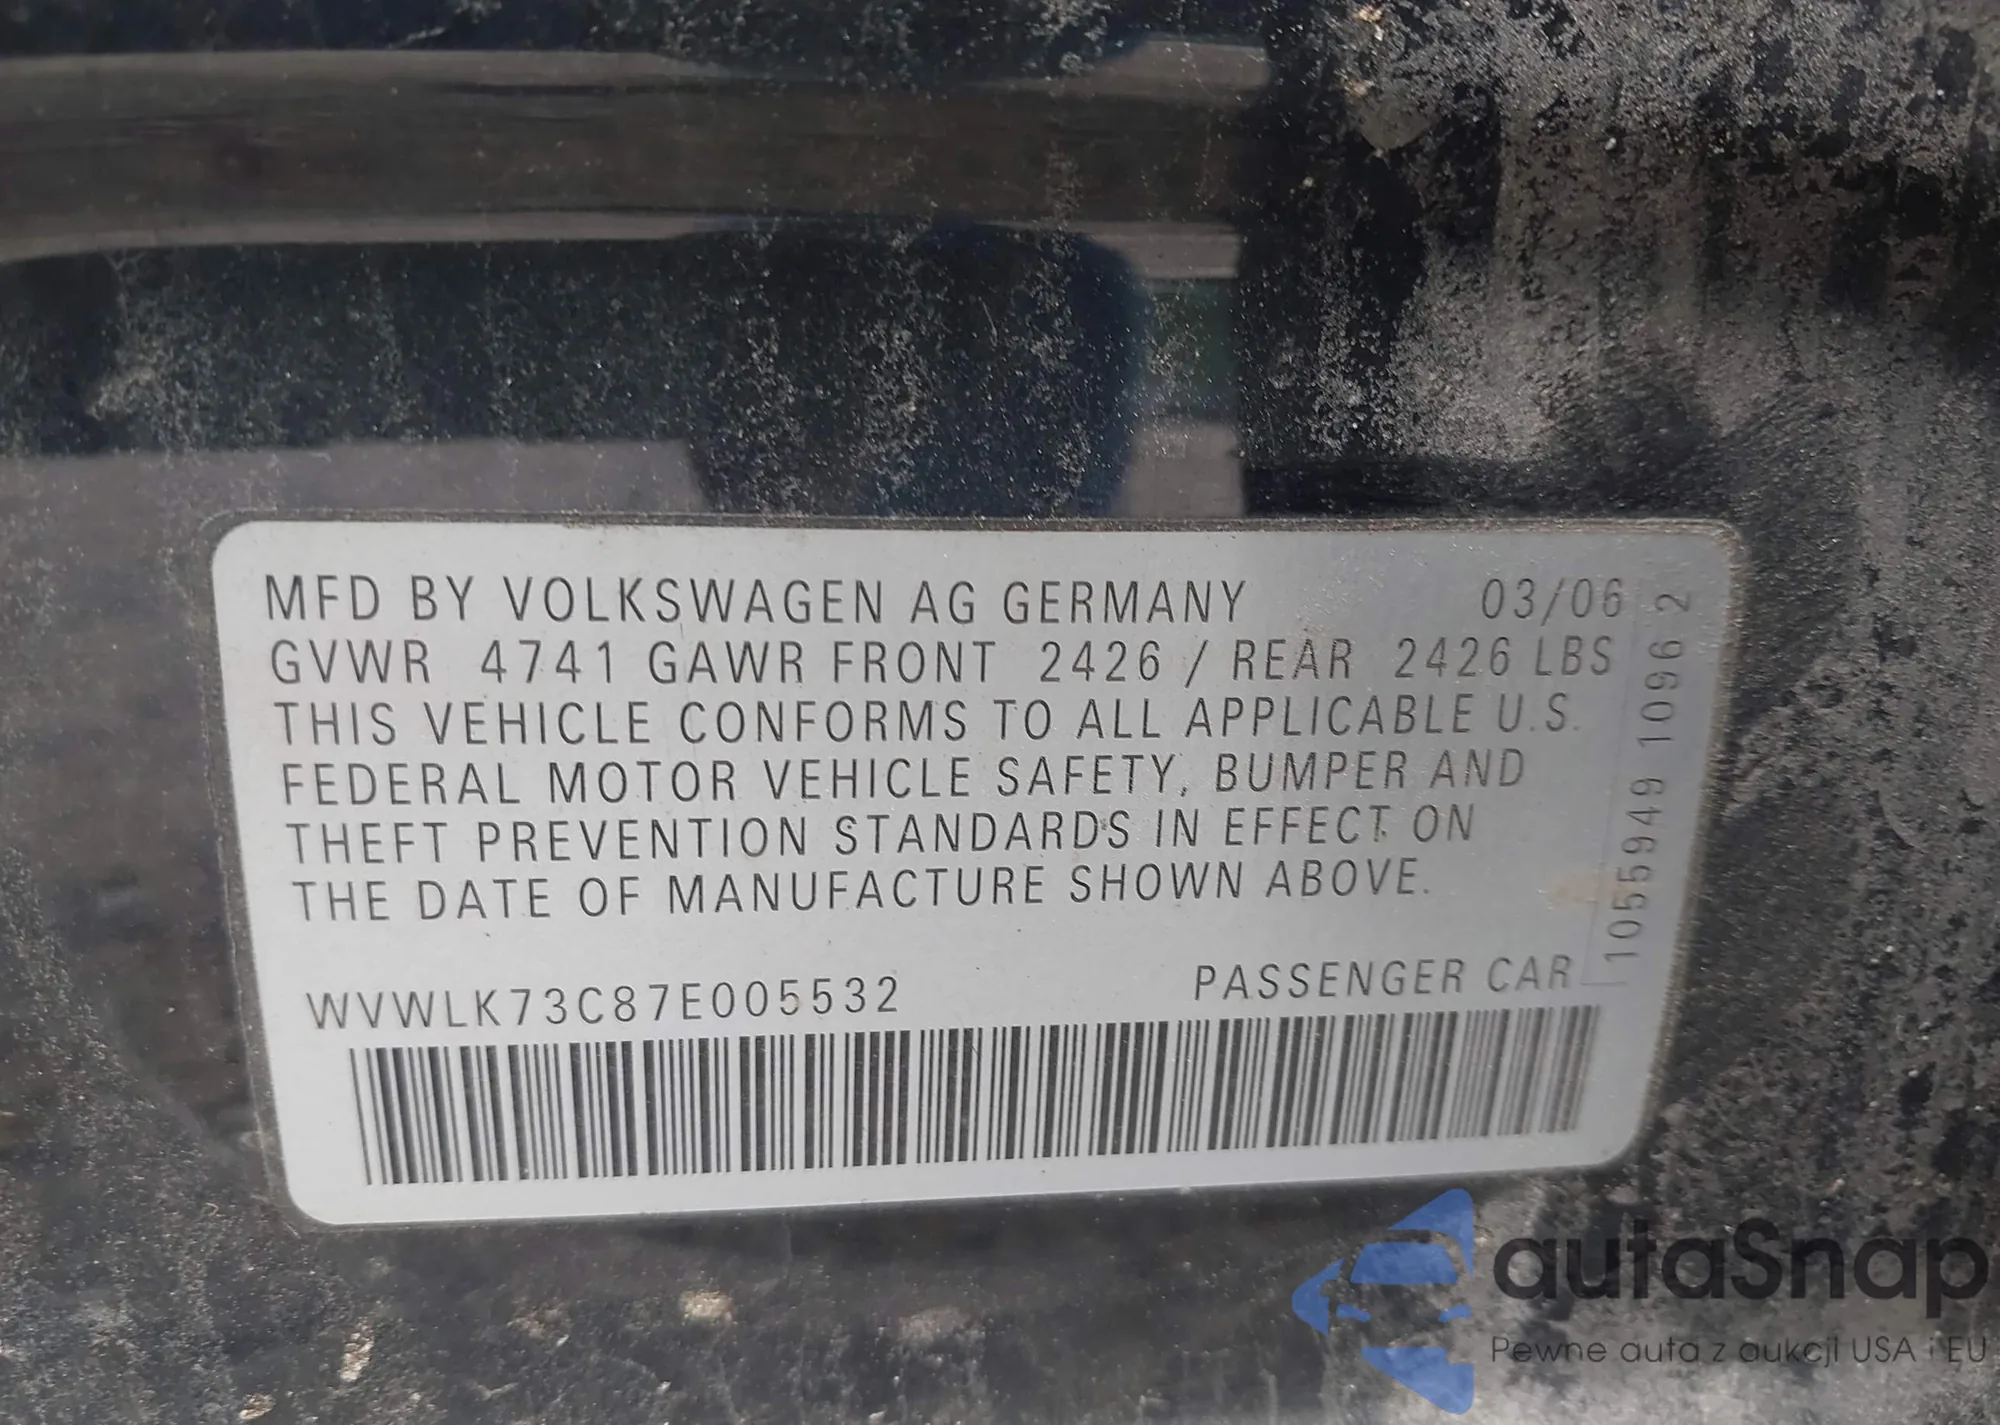 MFD BY VOLKSWAGEN AG GERMANY 03/06
GVWR 4741 GAWR FRONT 2426 / REAR 2426 LBS
THIS VEHICLE CONFORMS TO ALL APPLICABLE U.S.
FEDERAL MOTOR VEHICLE SAFETY, BUMPER AND
THEFT PREVENTION STANDARDS IN EFFECT ON
THE DATE OF MANUFACTURE SHOWN ABOVE.
WVWLK73C87E005532 PASSENGER CAR
1055949 10962
autaSnap
Pewne auta z aukcji USA i EU